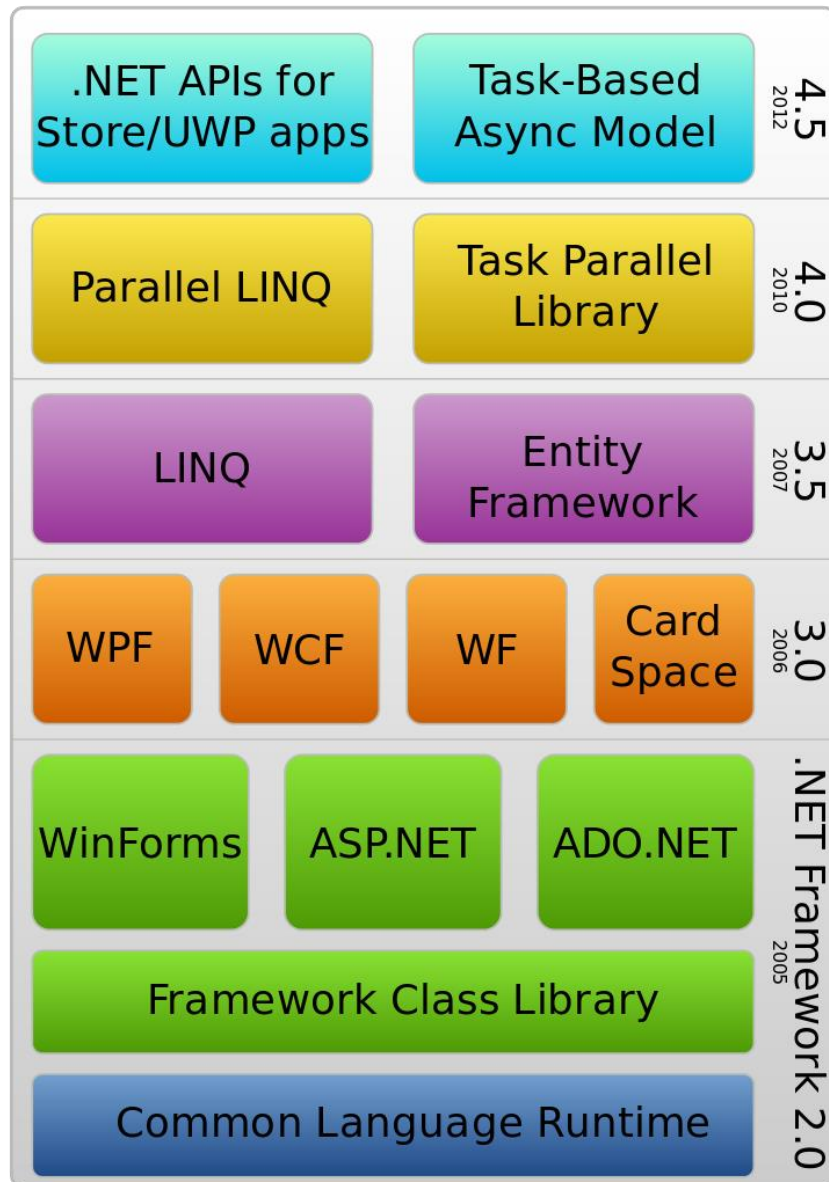 .NET APIs for
Store/UWP apps
Task-Based
Async Model
4.5
2012
Parallel LINQ
Task Parallel
Library
4.0
2010
LINQ
Entity
Framework
3.5
2007
WPF
WCF
WF
Card
Space
3.0
2006
WinForms
ASP.NET
ADO.NET
Framework Class Library
Common Language Runtime
.NET Framework 2.0
2005